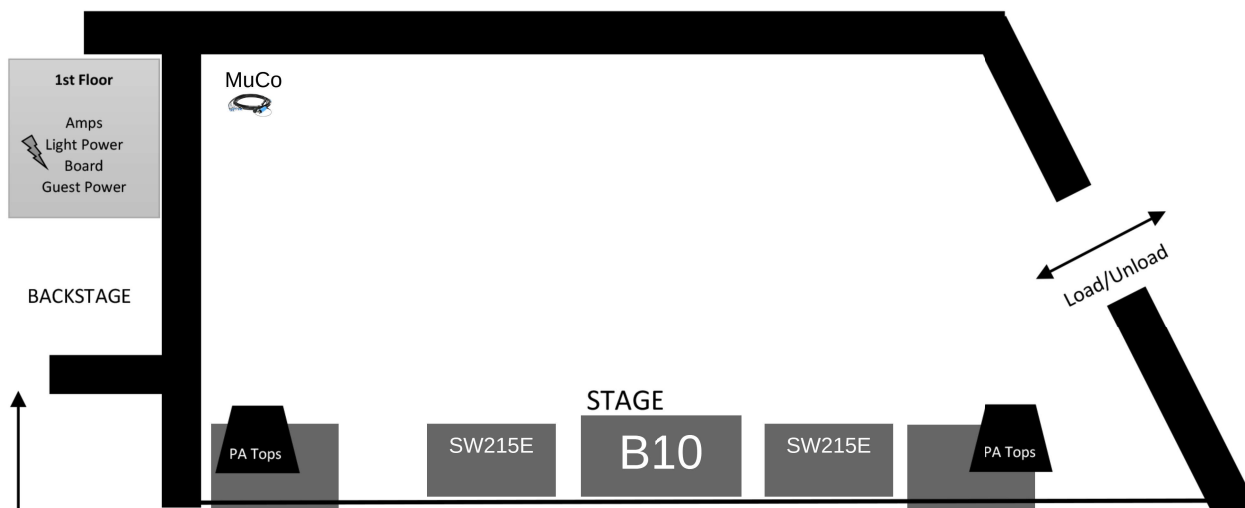 1st Floor
MuCo
Amps
Light Power
Board
Guest Power
BACKSTAGE
Load/Unload
STAGE
PA Tops
SW215E
B10
SW215E
PA Tops